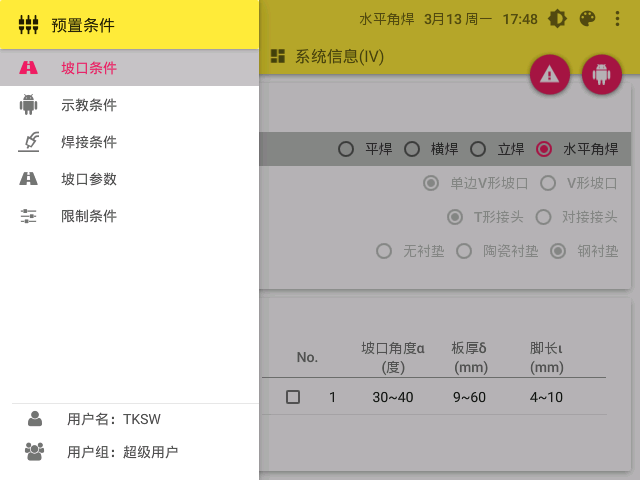 预置条件
坡口条件
示教条件
焊接条件
坡口参数
限制条件
用户名：TKSW
用户组：超级用户
水平角焊 3月13 周一 17:48
系统信息(IV)
平焊 横焊 立焊 水平角焊
单边V形坡口 V形坡口
T形接头 对接接头
无衬垫 陶瓷衬垫 钢衬垫
No. 坡口角度α (度) 板厚δ (mm) 脚长ι (mm)
1 30~40 9~60 4~10